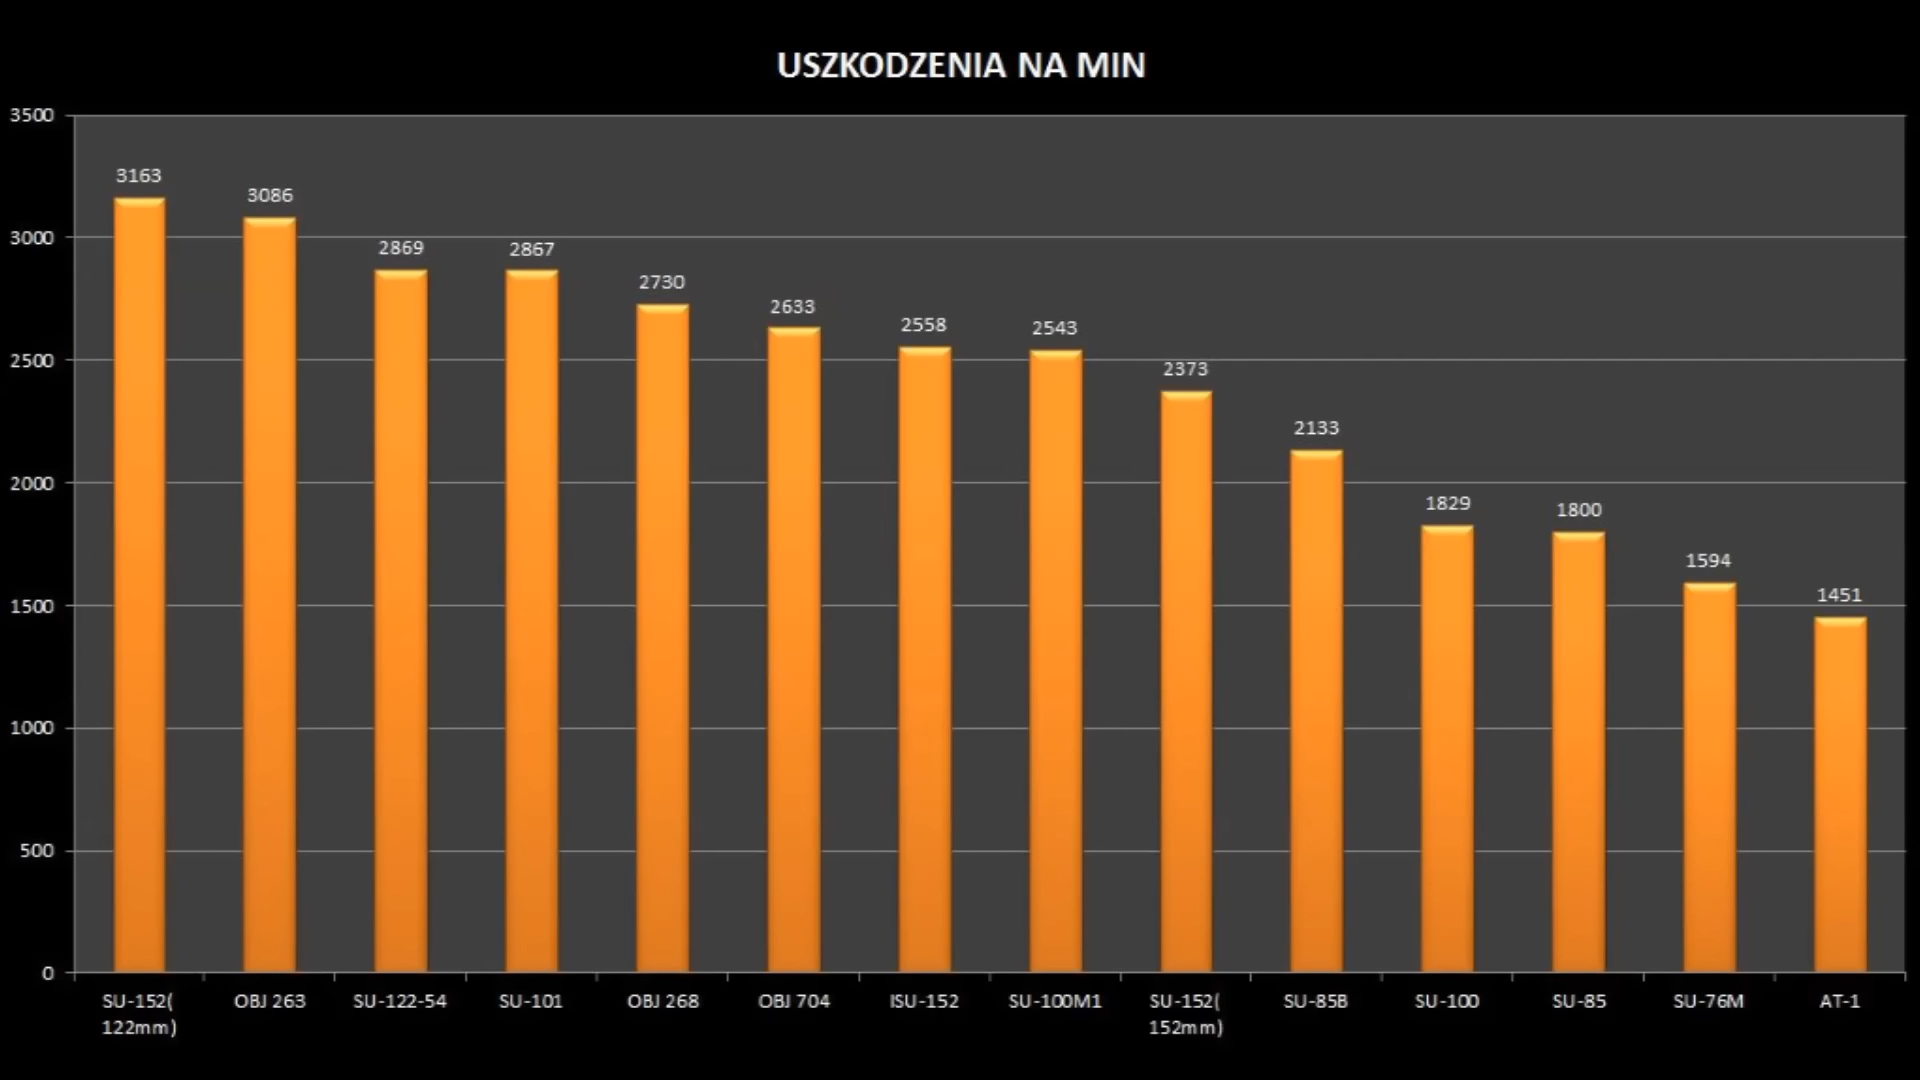 USZKODZENIA NA MIN
3500
3000
2500
2000
1500
1000
500
0
3163
3086
2869
2867
2730
2633
2558
2543
2373
2133
1829
1800
1594
1451
SU-152(
122mm)
OBJ 263
SU-122-54
SU-101
OBJ 268
OBJ 704
ISU-152
SU-100M1
SU-152(
152mm)
SU-85B
SU-100
SU-85
SU-76M
AT-1